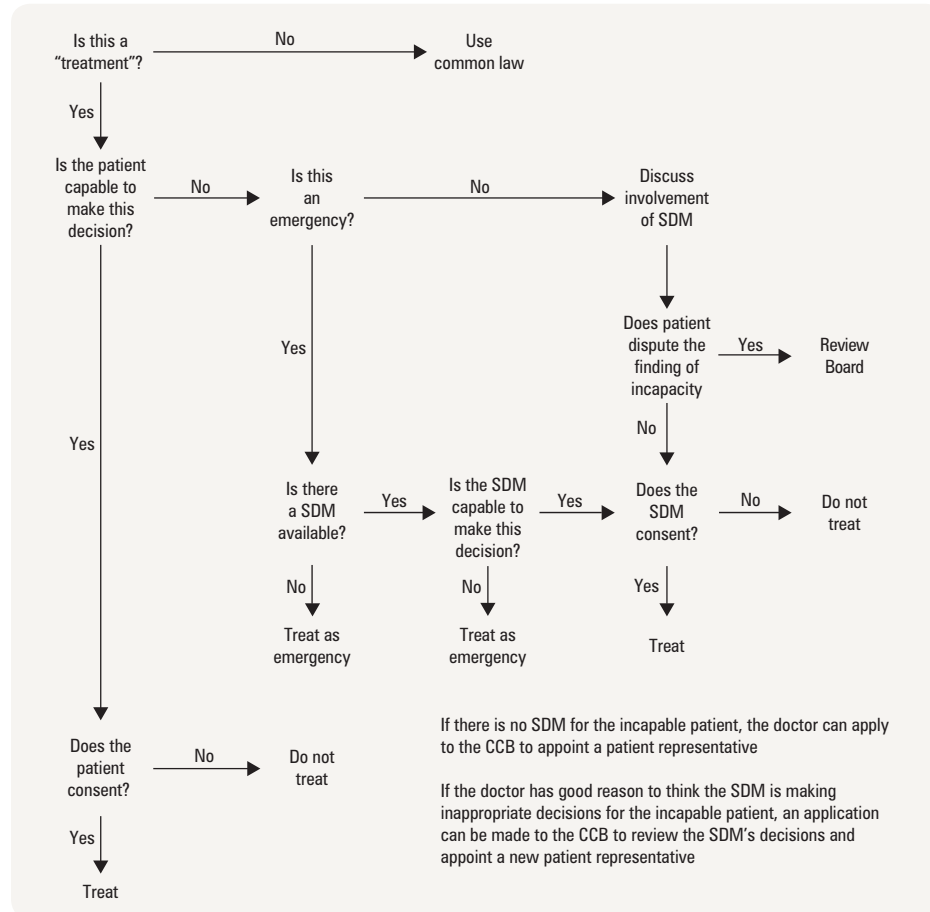 Is this a
"treatment"?
No
Use
common law
Yes
Is the patient
capable to
make this
decision?
No
Is this
an
emergency?
No
Discuss
involvement
of SDM
Yes
Does patient
dispute the
finding of
incapacity
Yes
Review
Board
Yes
No
Is there
a SDM
available?
Yes
Is the SDM
capable to
make this
decision?
Yes
Does the
SDM
consent?
No
Do not
treat
No
No
Yes
Treat as
emergency
Treat as
emergency
Treat
Does the
patient
consent?
No
Do not
treat
Yes
Treat
If there is no SDM for the incapable patient, the doctor can apply
to the CCB to appoint a patient representative
If the doctor has good reason to think the SDM is making
inappropriate decisions for the incapable patient, an application
can be made to the CCB to review the SDM's decisions and
appoint a new patient representative